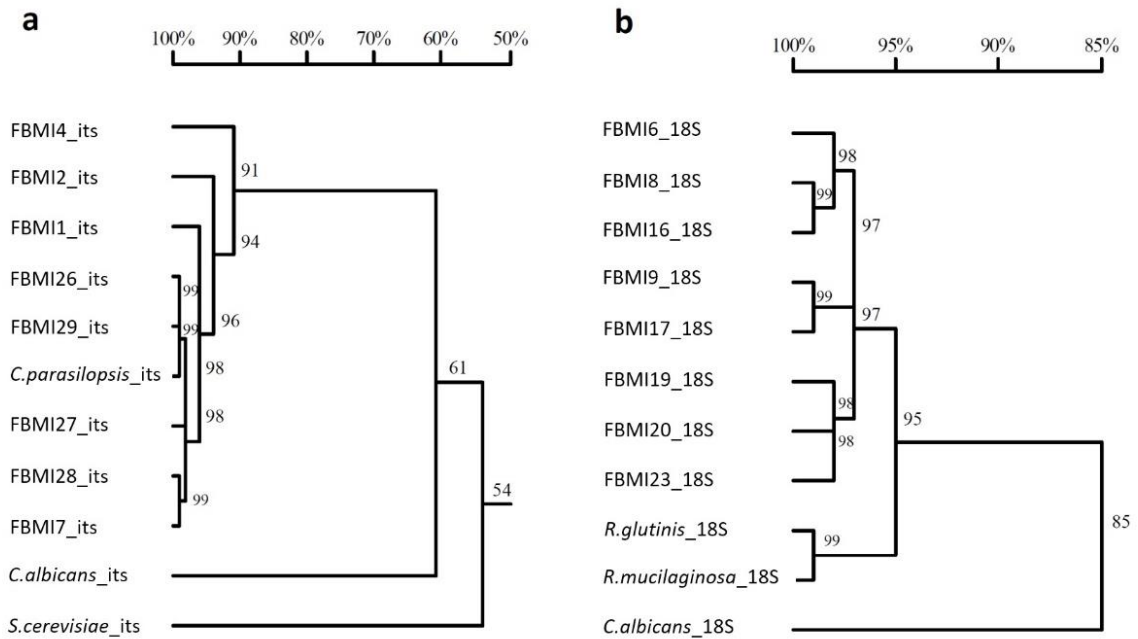 a
100% 90% 80% 70% 60% 50%
FBMI4_its
91
FBMI2_its
FBMI1_its
94
FBMI26_its
99
FBMI29_its
99
96
C.parasilopsis_its
98
61
FBMI27_its
98
FBMI28_its
99
54
FBMI7_its
C.albicans_its
S.cerevisiae_its
b
100% 95% 90% 85%
FBMI6_18S
98
FBMI8_18S
99
FBMI16_18S
97
FBMI9_18S
99
97
FBMI17_18S
FBMI19_18S
98
95
FBMI20_18S
98
FBMI23_18S
R.glutinis_18S
99
85
R.mucilaginosa_18S
C.albicans_18S